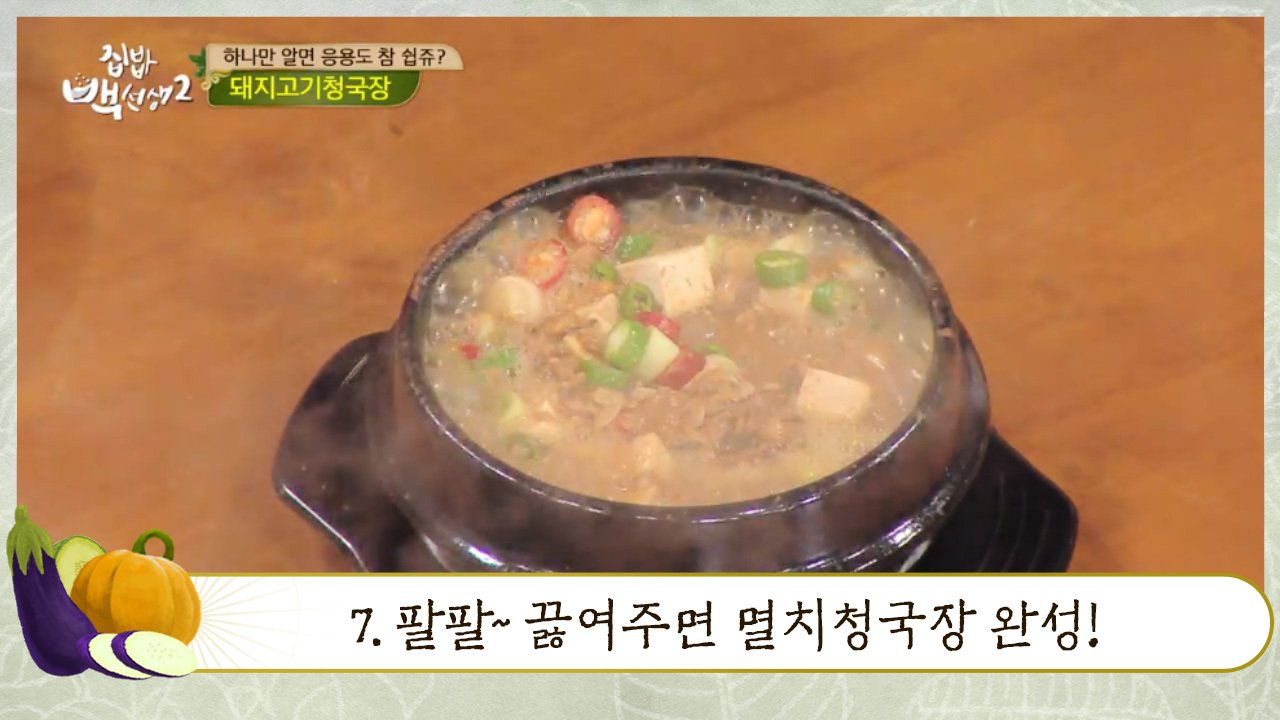 집밥
백선생2
하나만 알면 응용도 참 쉽쥬?
돼지고기청국장
7. 팔팔~ 끓여주면 멸치청국장 완성!